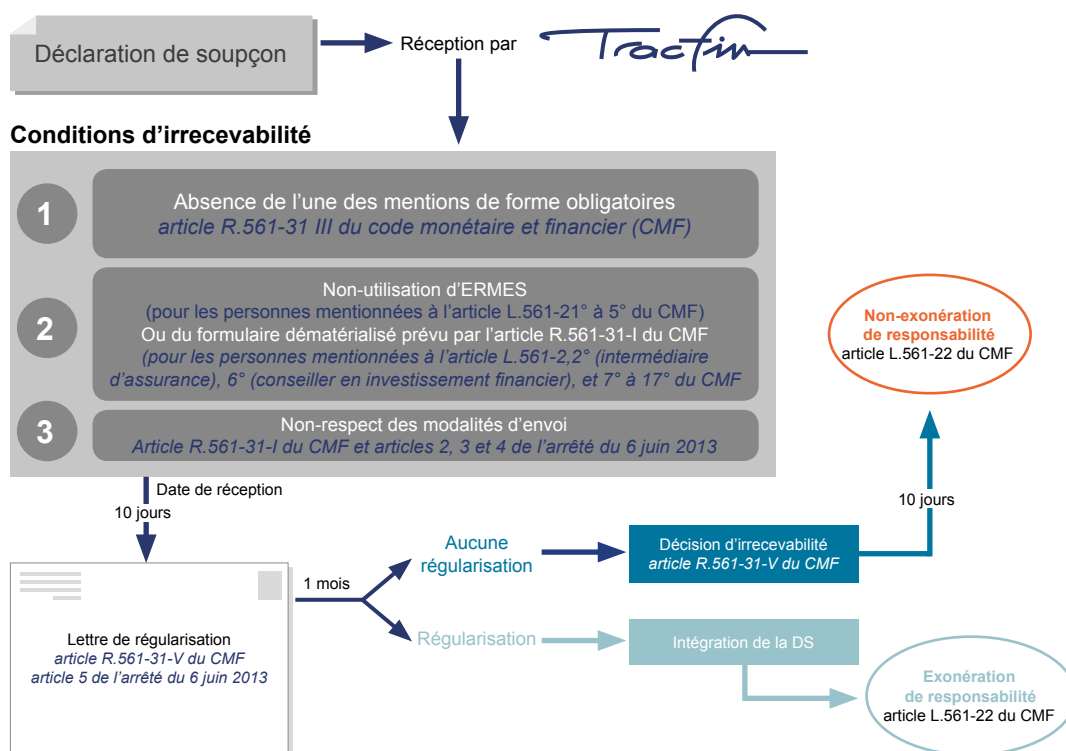 Déclaration de soupçon
Réception par
Tracfin
Conditions d’irrecevabilité
1
Absence de l’une des mentions de forme obligatoires
article R.561-31 III du code monétaire et financier (CMF)
2
Non-utilisation d’ERMES
(pour les personnes mentionnées à l’article L.561-21° à 5° du CMF)
Ou du formulaire dématérialisé prévu par l’article R.561-31-I du CMF
(pour les personnes mentionnées à l’article L.561-2,2° (intermédiaire
d’assurance), 6° (conseiller en investissement financier), et 7° à 17° du CMF
3
Non-respect des modalités d’envoi
Article R.561-31-I du CMF et articles 2, 3 et 4 de l’arrêté du 6 juin 2013
Date de réception
10 jours
Lettre de régularisation
article R.561-31-V du CMF
article 5 de l’arrêté du 6 juin 2013
1 mois
Aucune
régularisation
Décision d’irrecevabilité
article R.561-31-V du CMF
10 jours
Non-exonération
de responsabilité
article L.561-22 du CMF
Régularisation
Intégration de la DS
Exonération
de responsabilité
article L.561-22 du CMF